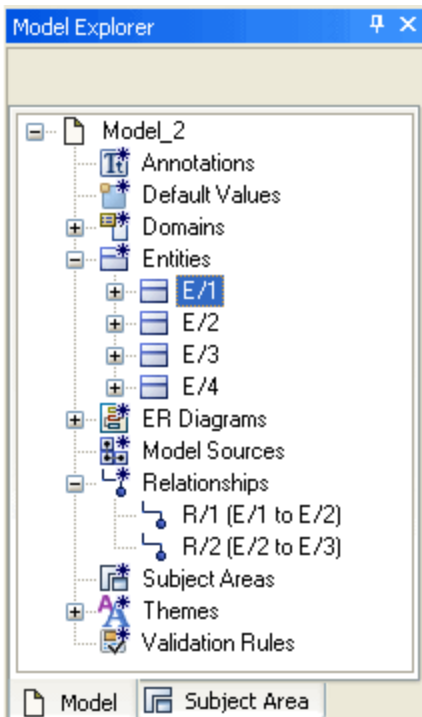 Model Explorer
Model_2
Annotations
Default Values
Domains
Entities
E/1
E/2
E/3
E/4
ER Diagrams
Model Sources
Relationships
R/1 (E/1 to E/2)
R/2 (E/2 to E/3)
Subject Areas
Themes
Validation Rules
Model Subject Area